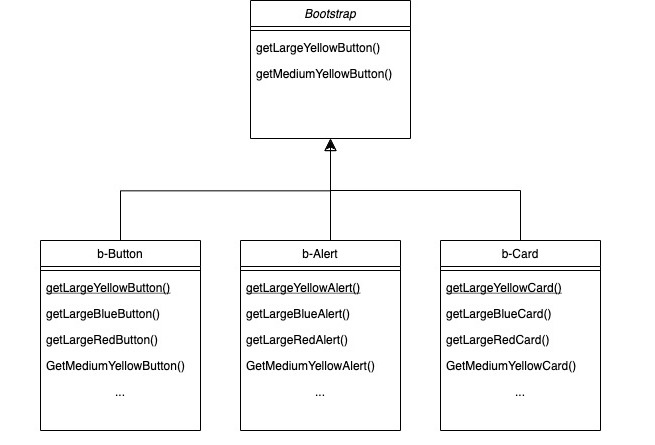 Bootstrap
getLargeYellowButton()
getMediumYellowButton()
b-Button
getLargeYellowButton()
getLargeBlueButton()
getLargeRedButton()
GetMediumYellowButton()
...
b-Alert
getLargeYellowAlert()
getLargeBlueAlert()
getLargeRedAlert()
GetMediumYellowAlert()
...
b-Card
getLargeYellowCard()
getLargeBlueCard()
getLargeRedCard()
GetMediumYellowCard()
...